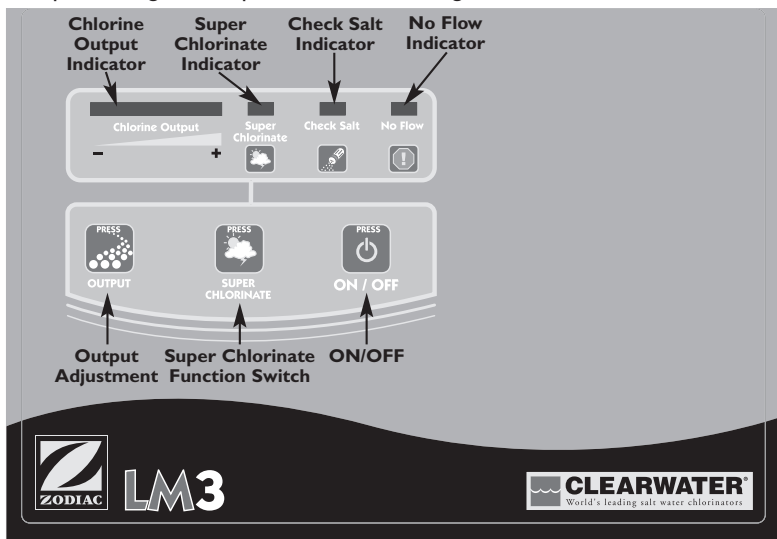 Chlorine Output Indicator
Super Chlorinate Indicator
Check Salt Indicator
No Flow Indicator
Chlorine Output
Super Chlorinate
Check Salt
No Flow
- +
PRESS
OUTPUT
PRESS
SUPER CHLORINATE
PRESS
ON / OFF
Output Adjustment
Super Chlorinate Function Switch
ON/OFF
ZODIAC
LM3
CLEARWATER®
World's leading salt water chlorinators